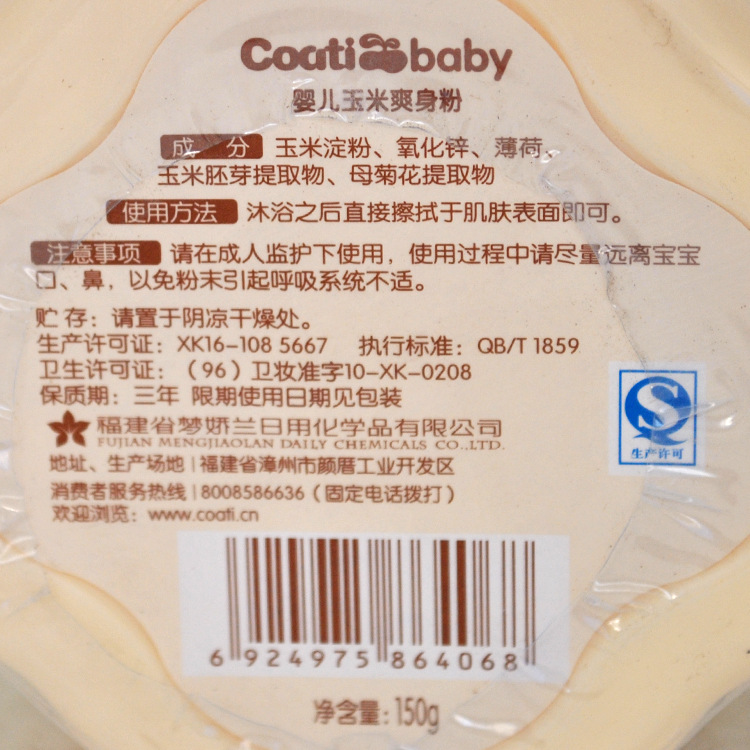 Coati baby
婴儿玉米爽身粉
成 分 玉米淀粉、氧化锌、薄荷、
玉米胚芽提取物、母菊花提取物
使用方法 沐浴之后直接擦拭于肌肤表面即可。
注意事项 请在成人监护下使用，使用过程中请尽量远离宝宝
口、鼻，以免粉末引起呼吸系统不适。
贮存：请置于阴凉干燥处。
生产许可证：XK16-108 5667 执行标准：QB/T 1859
卫生许可证：（96）卫妆准字10-XK-0208
保质期：三年 限期使用日期见包装
福建省梦娇兰日用化学品有限公司
FUJIAN MENGJIAOLAN DAILY CHEMICALS CO.,LTD.
地址、生产场地｜福建省漳州市颜厝工业开发区
消费者服务热线｜8008586636（固定电话拨打）
欢迎浏览：www.coati.cn
QS
生产许可
6 924975 864068
净含量:150g